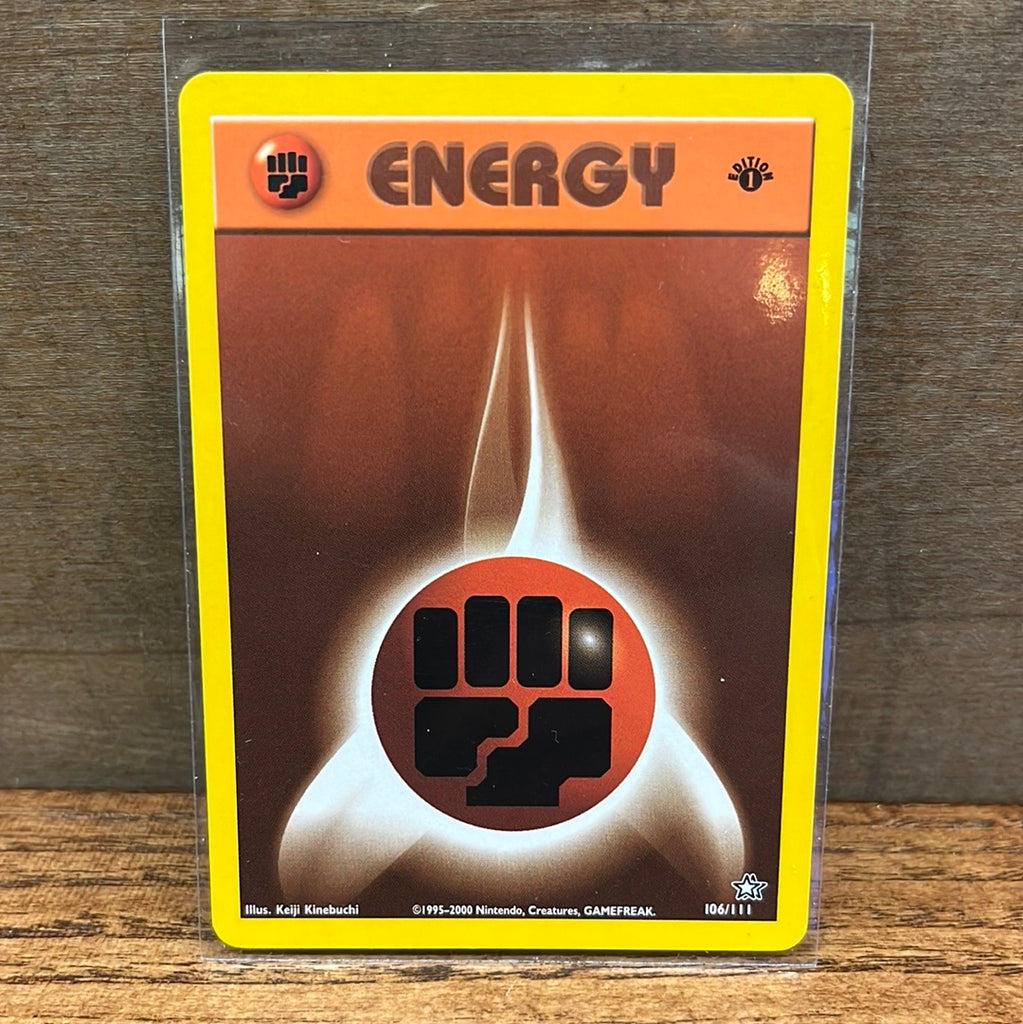 ENERGY
EDITION
1
Illus. Keiji Kinebuchi
©1995–2000 Nintendo, Creatures, GAMEFREAK.
106/111